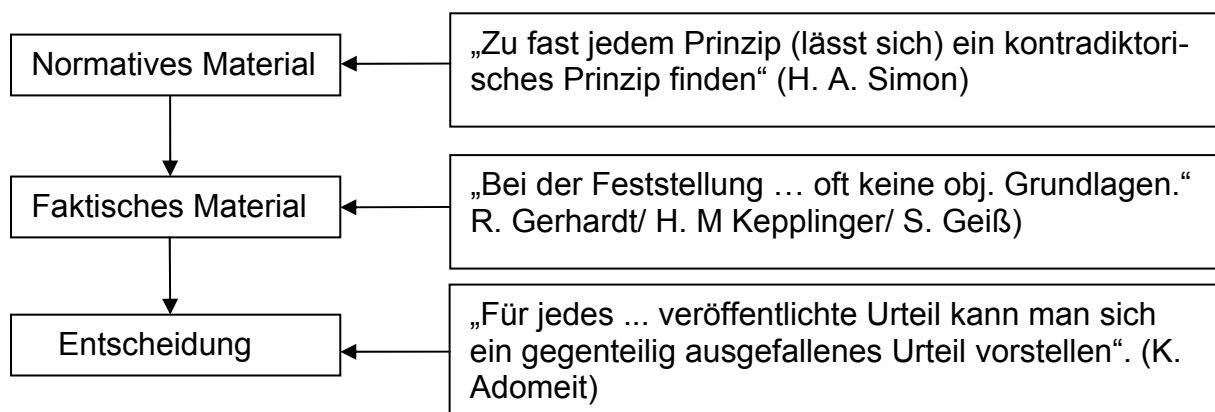 Normatives Material
„Zu fast jedem Prinzip (lässt sich) ein kontradiktori-
sches Prinzip finden“ (H. A. Simon)
Faktisches Material
„Bei der Feststellung … oft keine obj. Grundlagen.“
R. Gerhardt/ H. M Kepplinger/ S. Geiß)
Entscheidung
„Für jedes ... veröffentlichte Urteil kann man sich
ein gegenteilig ausgefallenes Urteil vorstellen“. (K.
Adomeit)